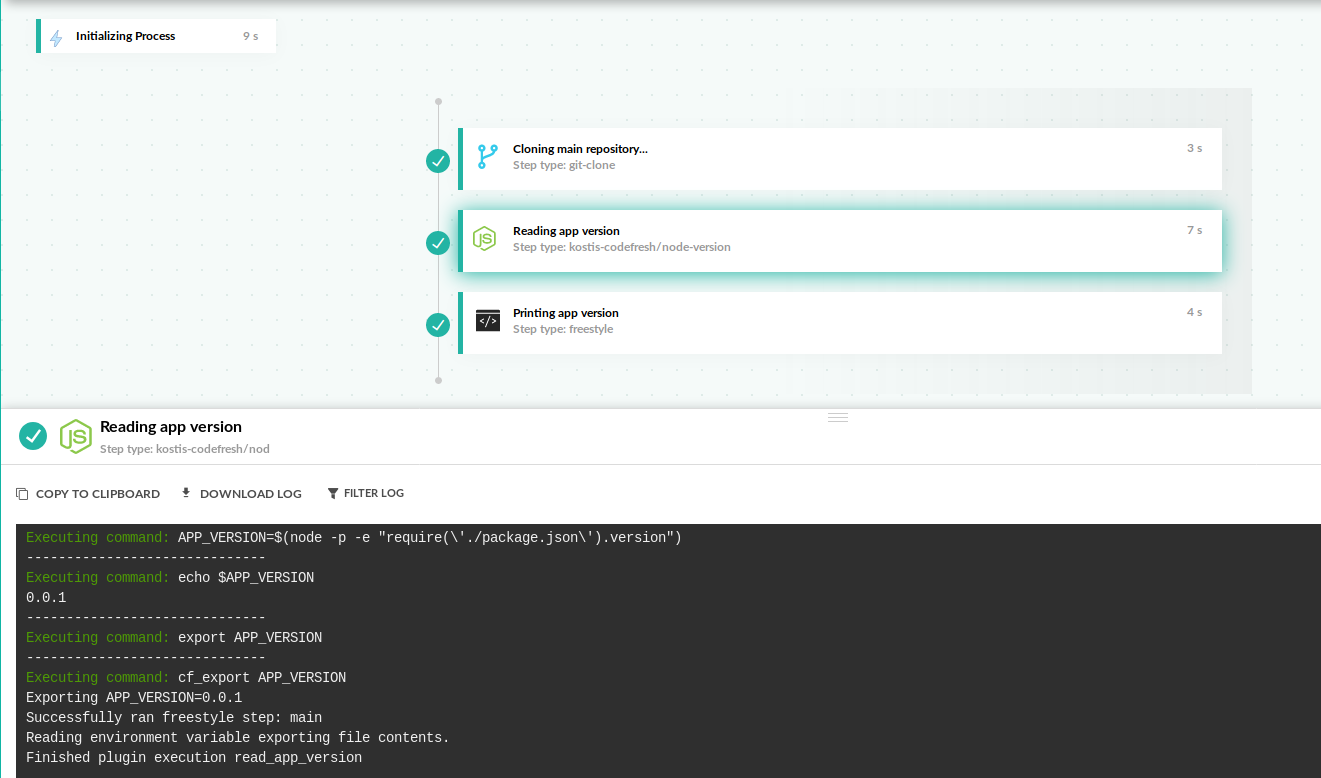 Initializing Process 9 s
Cloning main repository... 3 s
Step type: git-clone
Reading app version 7 s
Step type: kostis-codefresh/node-version
Printing app version 4 s
Step type: freestyle
Reading app version
Step type: kostis-codefresh/nod
COPY TO CLIPBOARD DOWNLOAD LOG FILTER LOG
Executing command: APP_VERSION=$(node -p -e "require(\'./package.json\').version")
------------------------------
Executing command: echo $APP_VERSION
0.0.1
------------------------------
Executing command: export APP_VERSION
------------------------------
Executing command: cf_export APP_VERSION
Exporting APP_VERSION=0.0.1
Successfully ran freestyle step: main
Reading environment variable exporting file contents.
Finished plugin execution read_app_version